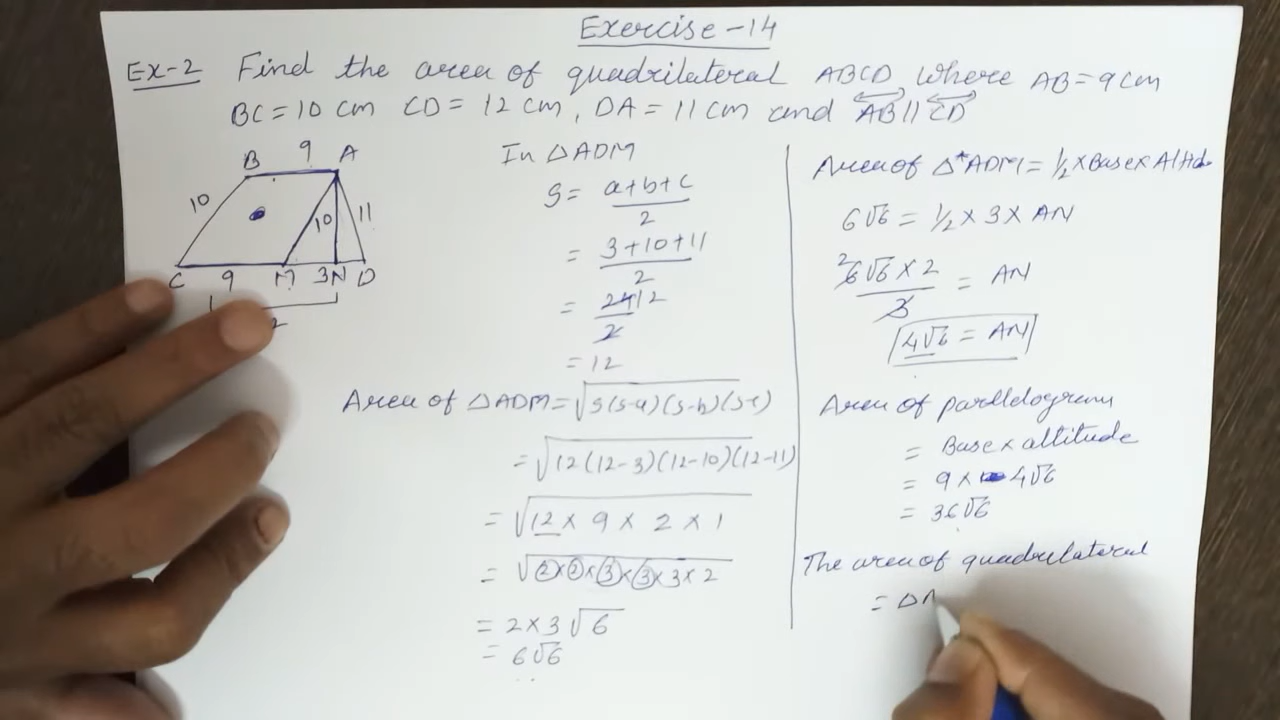 Exercise-14
Ex-2 Find the area of quadrilateral ABCD where AB=9cm
BC=10 cm CD= 12 cm, DA= 11 cm and AB || CD
9
B A
10 10 11
C 9 M 3 N D
2
In △ADM
S= a+b+c
2
= 3+10+11
2
= 24 12
2
= 12
Area of △ADM= √s(s-a)(s-b)(s-c)
= √12(12-3)(12-10)(12-11)
= √12 × 9 × 2 × 1
= √2×2×3×3×3×2
= 2×3√6
= 6√6
Area of △ADM= 1/2 × Base ×
6√6 = 1/2 × 3 × AN
2
6√6 × 2 = AN
3
4√6 = AN
Area of parlldogram
= Base × altitude
= 9 × 4√6
= 36√6
The area of quadrilateral
= △A